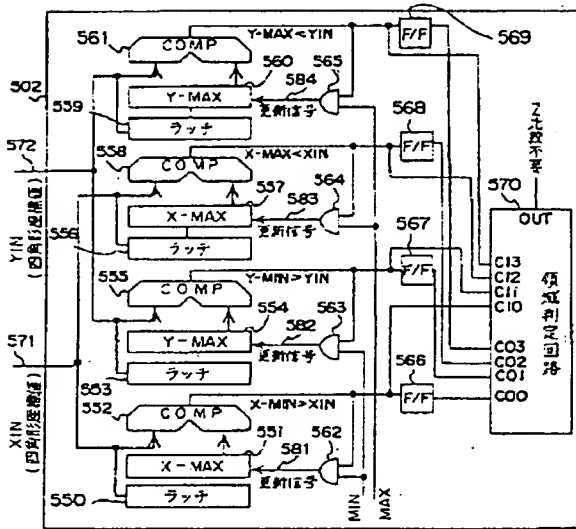 561
COMP
Y-MAX<YIN
F/F
569
560
584
565
Y-MAX
更新信号
502
559
ラッチ
568
572
558
COMP
X-MAX<XIN
F/F
557
583
564
570
OUT
X-MAX
更新信号
556
ラッチ
567
YIN
(四角形座標値)
555
COMP
Y-MIN>YIN
F/F
C13
C12
C11
C10
554
582
563
Y-MAX
更新信号
領域判定回路
571
553
ラッチ
566
C03
C02
C01
C00
552
COMP
X-MIN>XIN
F/F
XIN
(四角形座標値)
551
581
562
X-MAX
更新信号
550
ラッチ
MIN
MAX